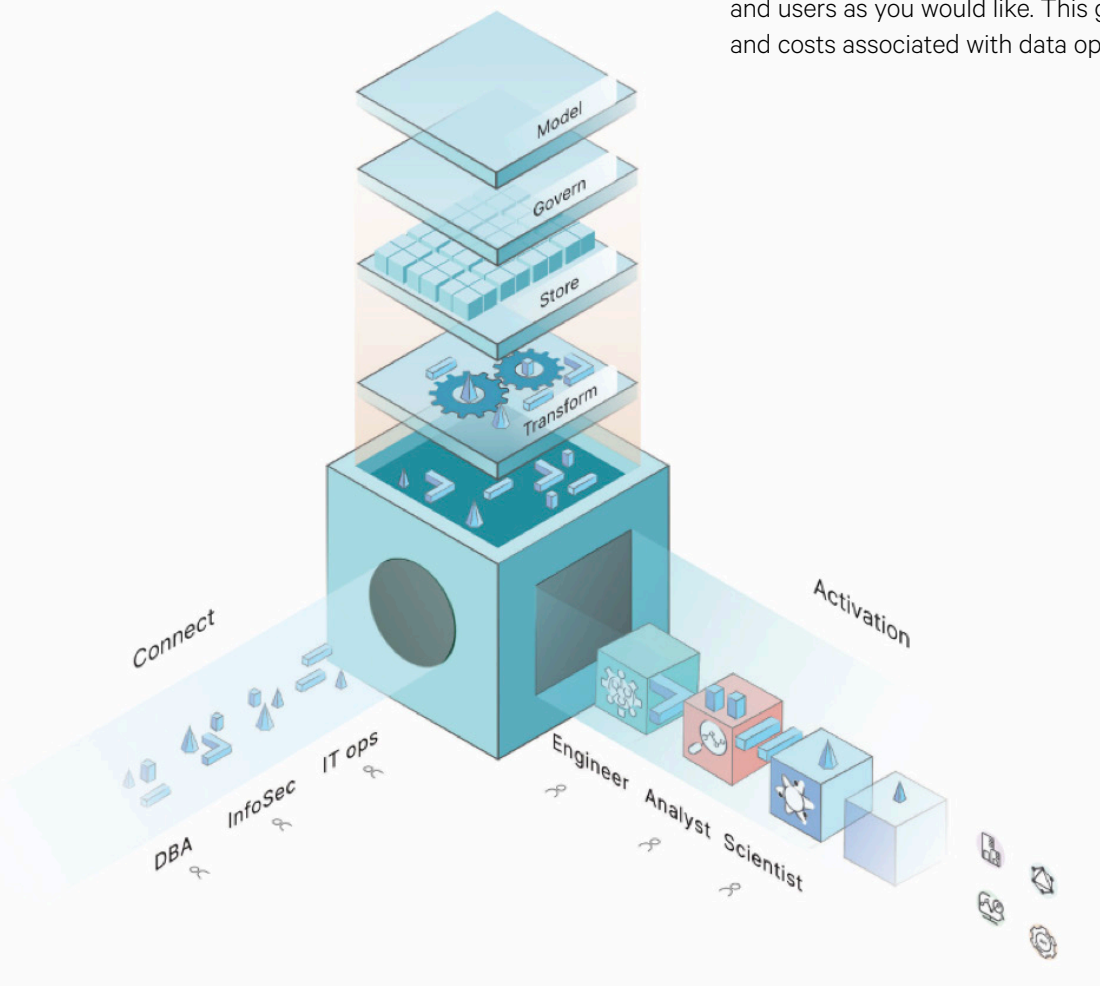 and users as you would like. This g
and costs associated with data op
Model
Govern
Store
Transform
Connect
Activation
IT ops
InfoSec
DBA
Engineer
Analyst
Scientist